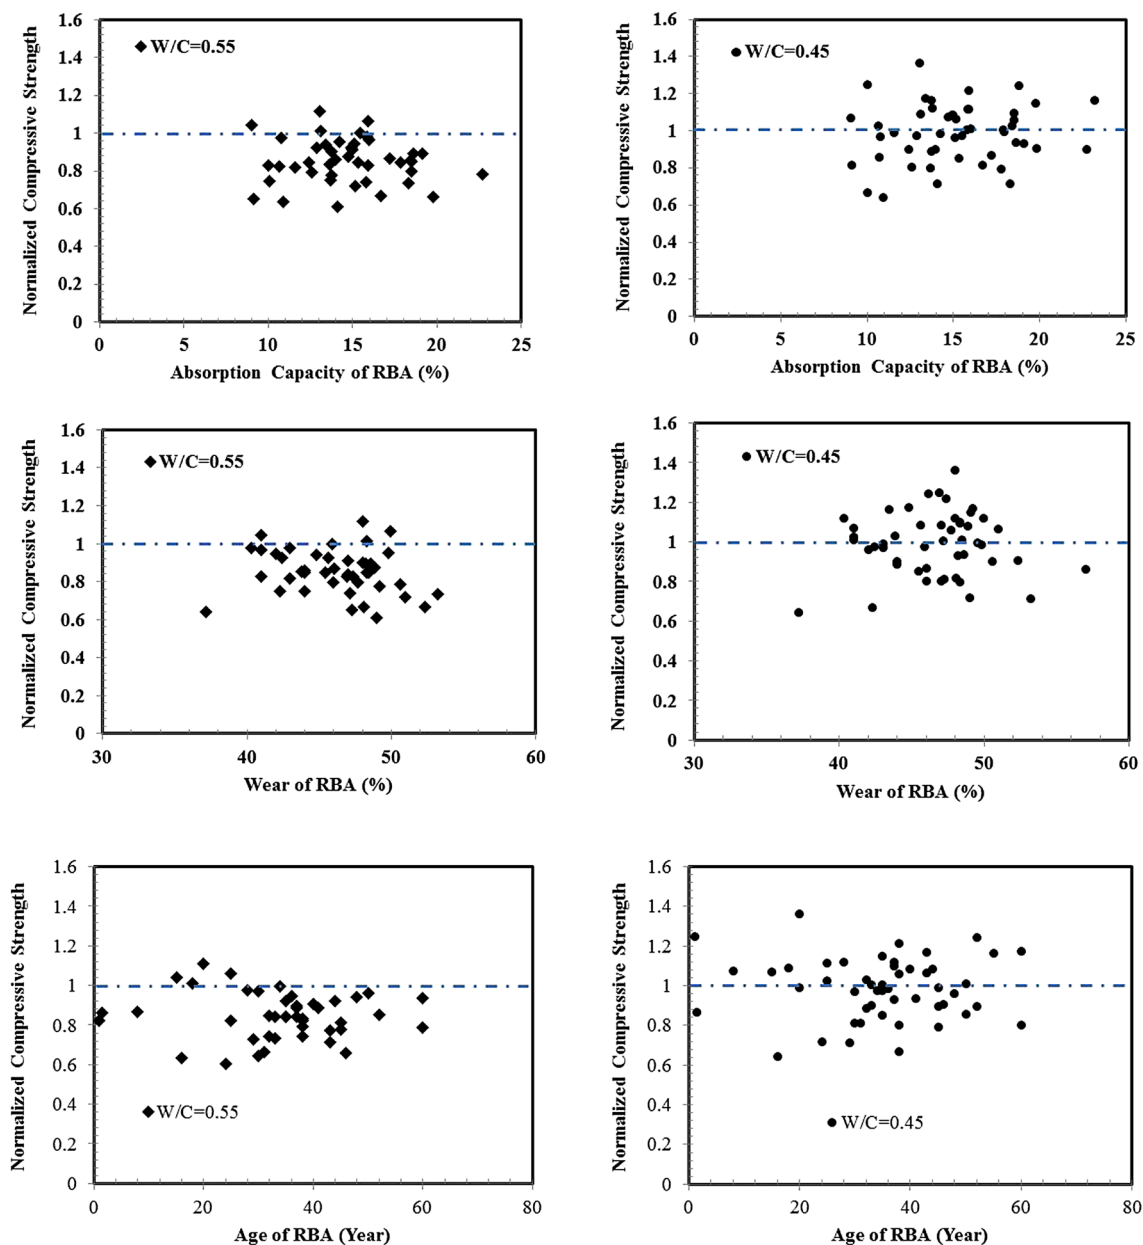 Normalized Compressive Strength
1.6
1.4
1.2
1
0.8
0.6
0.4
0.2
0
W/C=0.55
0 5 10 15 20 25
Absorption Capacity of RBA (%)
Normalized Compressive Strength
1.6
1.4
1.2
1
0.8
0.6
0.4
0.2
0
W/C=0.45
0 5 10 15 20 25
Absorption Capacity of RBA (%)
Normalized Compressive Strength
1.6
1.4
1.2
1
0.8
0.6
0.4
0.2
0
W/C=0.55
30 40 50 60
Wear of RBA (%)
Normalized Compressive Strength
1.6
1.4
1.2
1
0.8
0.6
0.4
0.2
0
W/C=0.45
30 40 50 60
Wear of RBA (%)
Normalized Compressive Strength
1.6
1.4
1.2
1
0.8
0.6
0.4
0.2
0
W/C=0.55
0 20 40 60 80
Age of RBA (Year)
Normalized Compressive Strength
1.6
1.4
1.2
1
0.8
0.6
0.4
0.2
0
W/C=0.45
0 20 40 60 80
Age of RBA (Year)